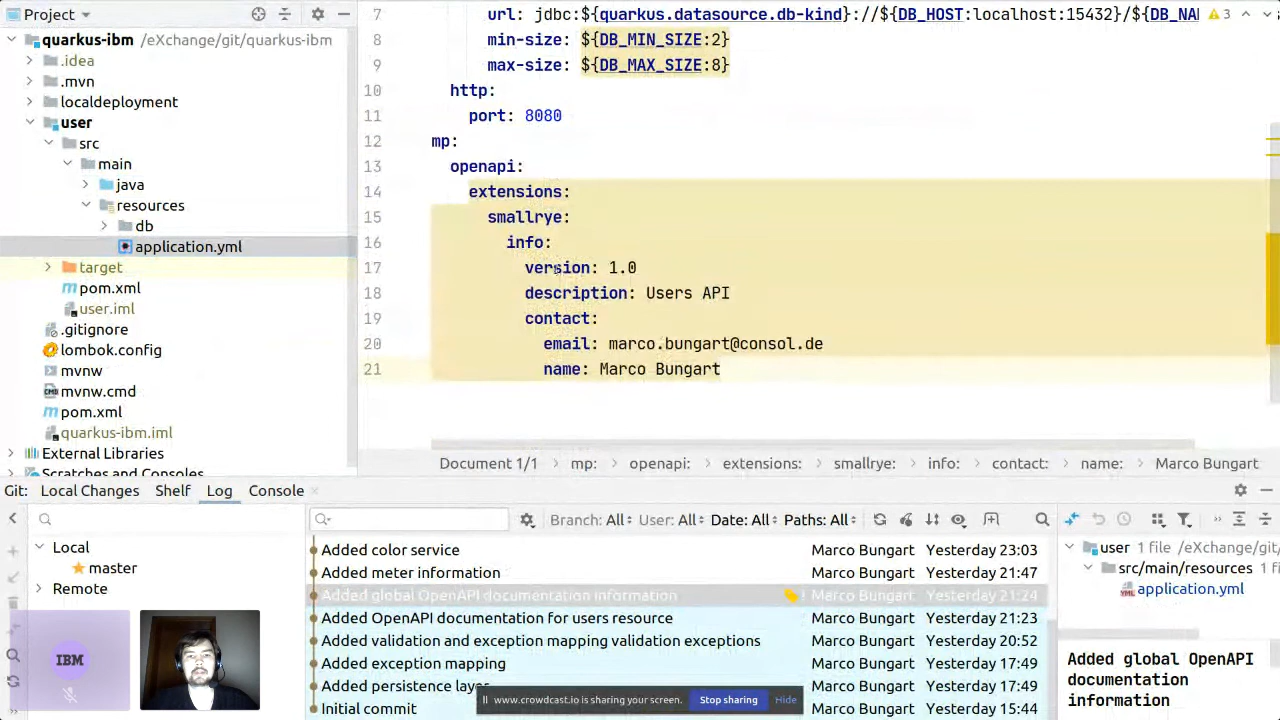 Project
quarkus-ibm /eXchange/git/quarkus-ibm
.idea
.mvn
localdeployment
user
src
main
java
resources
db
application.yml
target
pom.xml
user.iml
.gitignore
lombok.config
mvnw
mvnw.cmd
pom.xml
quarkus-ibm.iml
External Libraries
Scratches and Consoles
7 url: jdbc:${quarkus.datasource.db-kind}://${DB_HOST:localhost:15432}/${DB_NA 3
8 min-size: ${DB_MIN_SIZE:2}
9 max-size: ${DB_MAX_SIZE:8}
10 http:
11 port: 8080
12 mp:
13 openapi:
14 extensions:
15 smallrye:
16 info:
17 version: 1.0
18 description: Users API
19 contact:
20 email: marco.bungart@consol.de
21 name: Marco Bungart
Document 1/1 mp: openapi: extensions: smallrye: info: contact: name: Marco Bungart
Git: Local Changes Shelf Log Console
Local
master
Remote
Branch: All User: All Date: All Paths: All
Added color service Marco Bungart Yesterday 23:03
Added meter information Marco Bungart Yesterday 21:47
Added global OpenAPI documentation information Marco Bungart Yesterday 21:24
Added OpenAPI documentation for users resource Marco Bungart Yesterday 21:23
Added validation and exception mapping validation exceptions Marco Bungart Yesterday 20:52
Added exception mapping Marco Bungart Yesterday 17:49
Added persistence layer Marco Bungart Yesterday 17:49
Initial commit Marco Bungart Yesterday 15:44
user 1 file /eXchange/git/
src/main/resources 1 fi
YML application.yml
Added global OpenAPI
documentation
information
IBM
www.crowdcast.io is sharing your screen. Stop sharing Hide